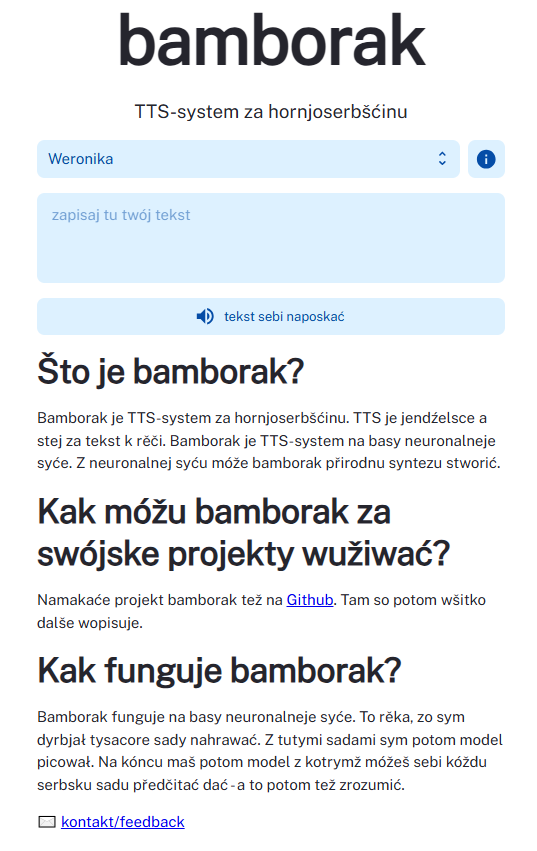 bamborak
TTS-system za hornjoserbšćinu
Weronika
zapisaj tu twój tekst
tekst sebi naposkać
Što je bamborak?
Bamborak je TTS-system za hornjoserbšćinu. TTS je jendźelsce a
stej za tekst k rěči. Bamborak je TTS-system na basy neuronalneje
syće. Z neuronalnej syću móže bamborak přirodnu syntezu stworić.
Kak móžu bamborak za
swójske projekty wužiwać?
Namakaće projekt bamborak tež na Github. Tam so potom wšitko
dalše wopisuje.
Kak funguje bamborak?
Bamborak funguje na basy neuronalneje syće. To rěka, zo sym
dyrbjał tysacore sady nahrawać. Z tutymi sadami sym potom model
picował. Na kóncu maš potom model z kotrymž móžeš sebi kóždu
serbsku sadu předčitać dać - a to potom tež zrozumić.
kontakt/feedback